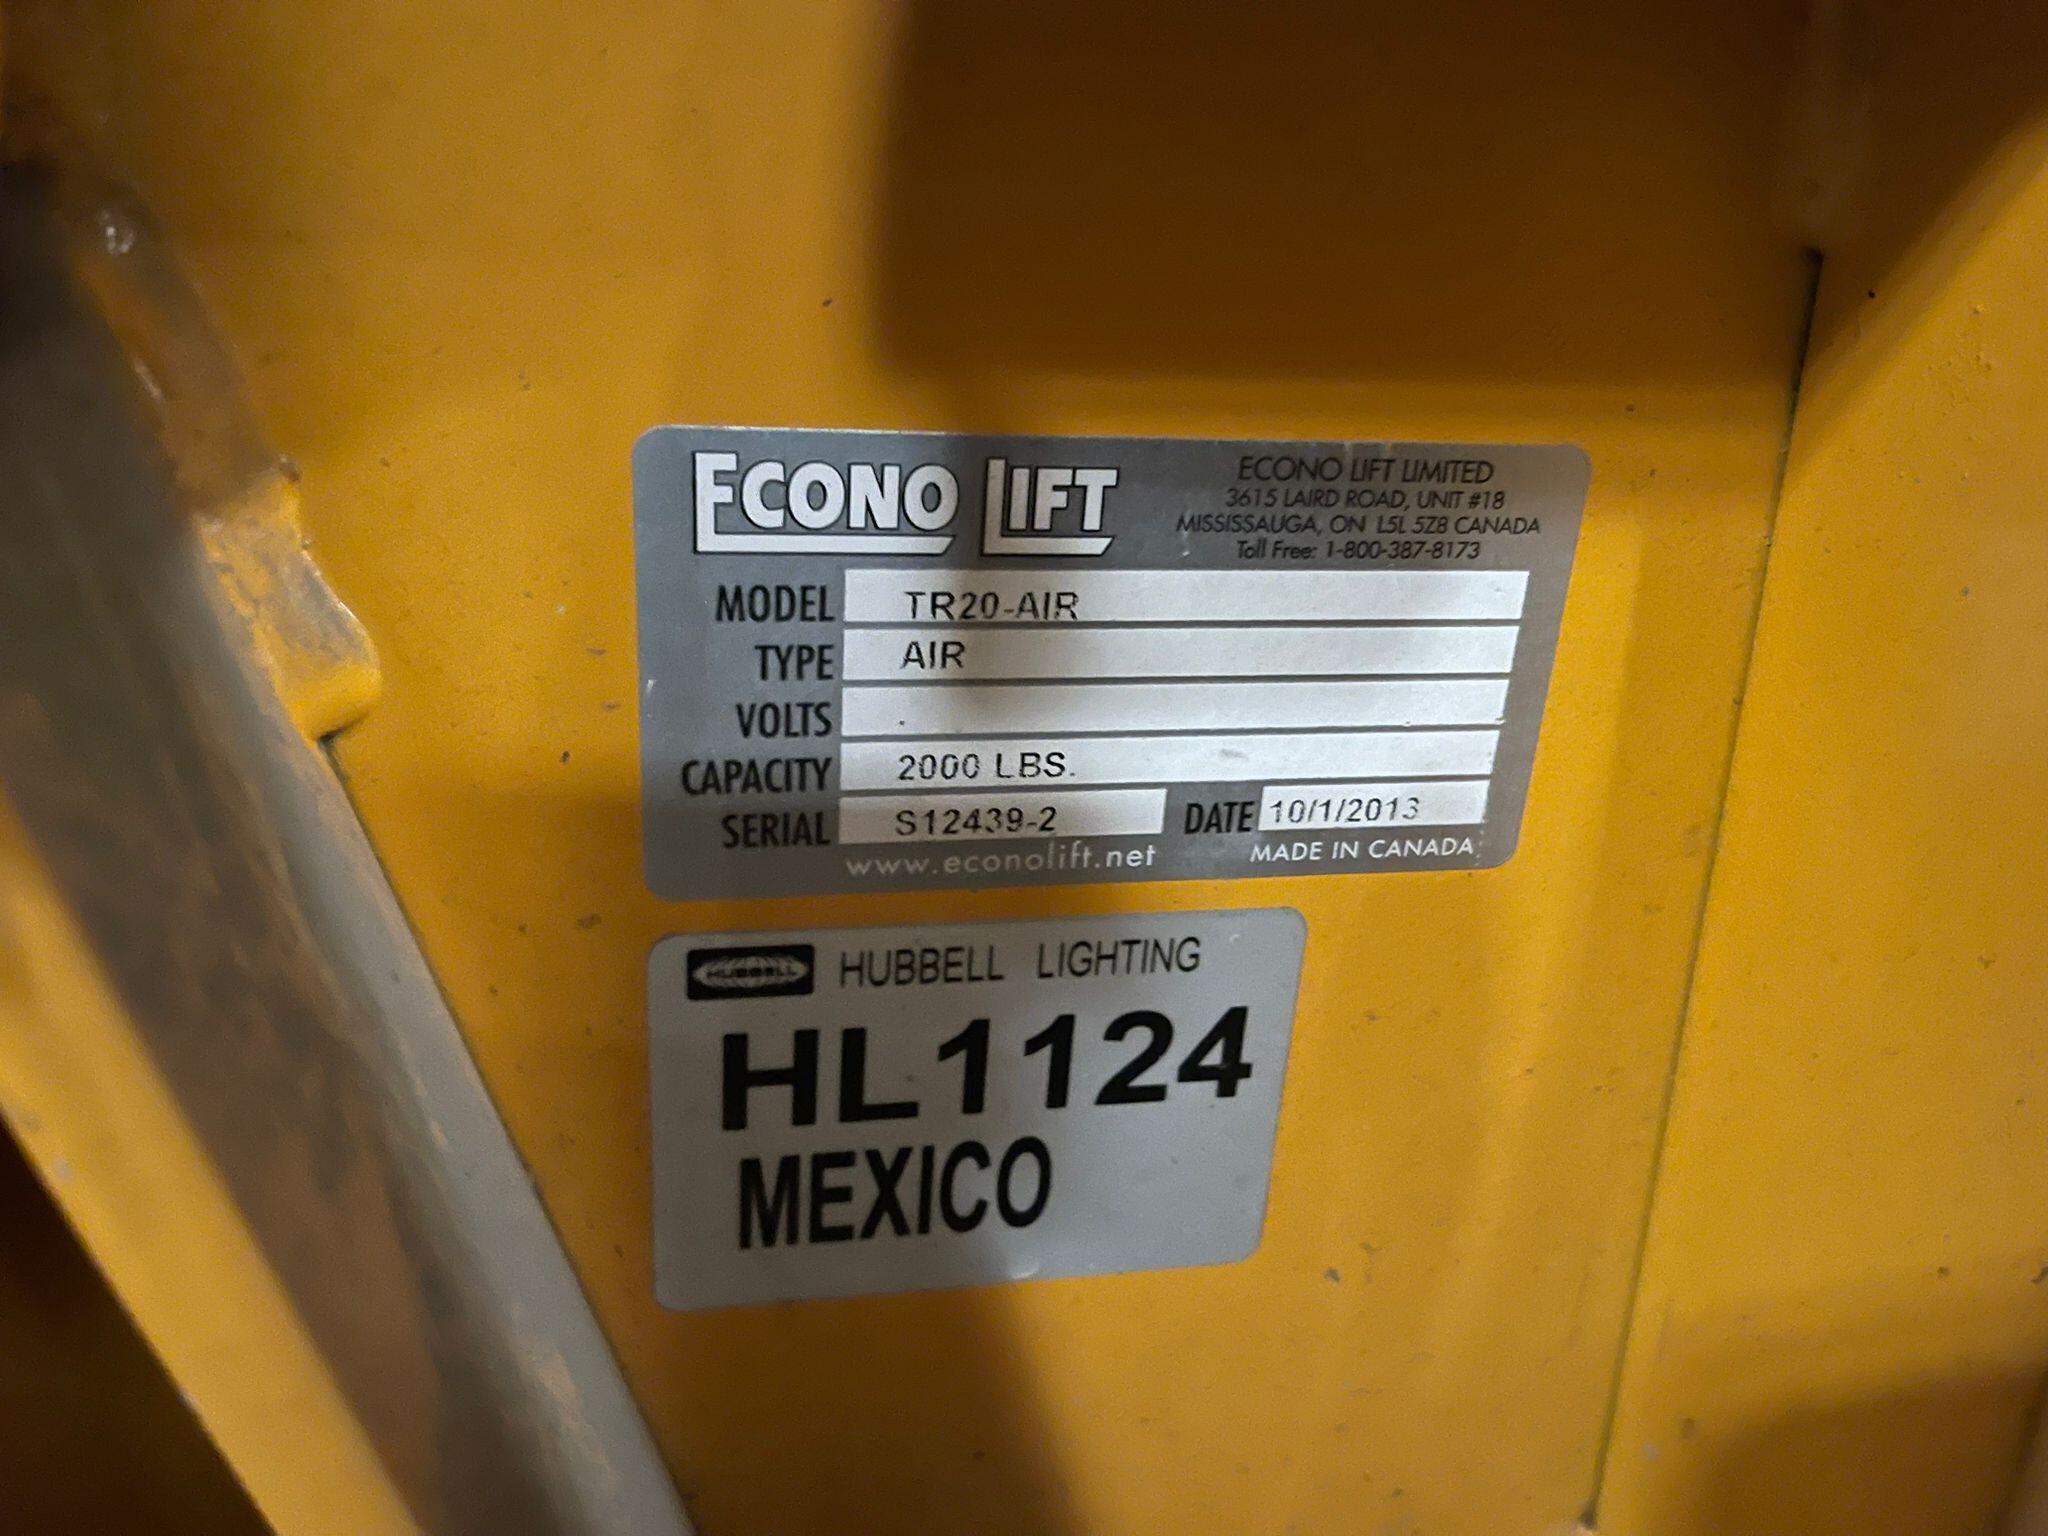 ECONO LIFT
ECONO LIFT LIMITED
3615 LAIRD ROAD, UNIT #18
MISSISSAUGA, ON L5L 5Z8 CANADA
Toll Free: 1-800-387-8173
MODEL TR20-AIR
TYPE AIR
VOLTS
CAPACITY 2000 LBS.
SERIAL S12439-2 DATE 10/1/2013
www.econolift.net MADE IN CANADA
HUBBELL HUBBELL LIGHTING
HL1124
MEXICO